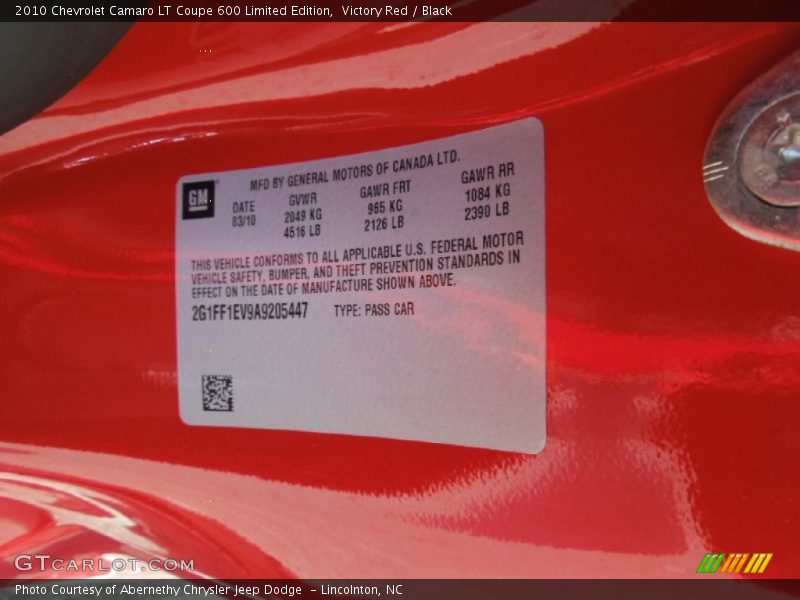 2010 Chevrolet Camaro LT Coupe 600 Limited Edition, Victory Red / Black
GM
MFD BY GENERAL MOTORS OF CANADA LTD.
DATE GVWR GAWR FRT GAWR RR
03/10 2049 KG 965 KG 1084 KG
4516 LB 2126 LB 2390 LB
THIS VEHICLE CONFORMS TO ALL APPLICABLE U.S. FEDERAL MOTOR
VEHICLE SAFETY, BUMPER, AND THEFT PREVENTION STANDARDS IN
EFFECT ON THE DATE OF MANUFACTURE SHOWN ABOVE.
2G1FF1EV9A9205447 TYPE: PASS CAR
GTCARLOT.COM
Photo Courtesy of Abernethy Chrysler Jeep Dodge - Lincolnton, NC